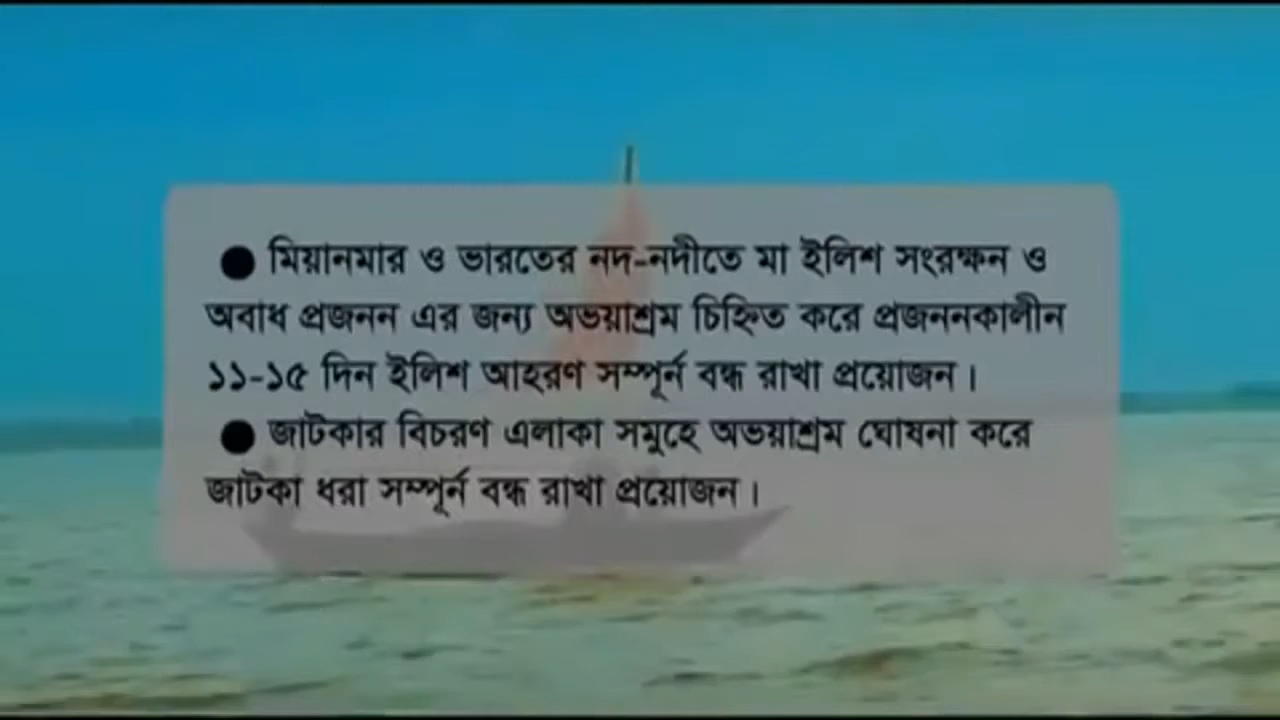 ● মিয়ানমার ও ভারতের নদ-নদীতে মা ইলিশ সংরক্ষন ও
অবাধ প্রজনন এর জন্য অভয়াশ্রম চিহ্নিত করে প্রজননকালীন
১১-১৫ দিন ইলিশ আহরণ সম্পূর্ন বন্ধ রাখা প্রয়োজন।
● জাটকার বিচরণ এলাকা সমুহে অভয়াশ্রম ঘোষনা করে
জাটকা ধরা সম্পূর্ন বন্ধ রাখা প্রয়োজন।